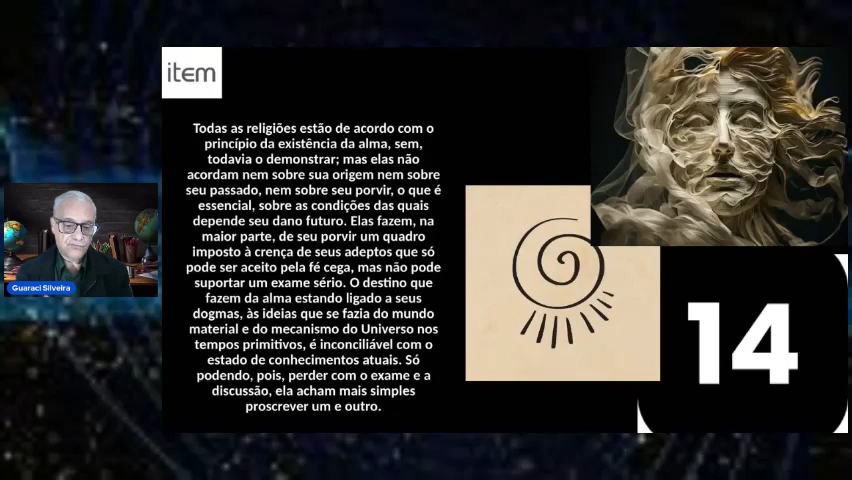 item
Todas as religiões estão de acordo com o
princípio da existência da alma, sem,
todavia o demonstrar; mas elas não
acordam nem sobre sua origem nem sobre
seu passado, nem sobre seu porvir, o que é
essencial, sobre as condições das quais
depende seu dano futuro. Elas fazem, na
maior parte, de seu porvir um quadro
imposto à crença de seus adeptos que só
pode ser aceito pela fé cega, mas não pode
suportar um exame sério. O destino que
fazem da alma estando ligado a seus
dogmas, às ideias que se fazia do mundo
material e do mecanismo do Universo nos
tempos primitivos, é inconciliável com o
estado de conhecimentos atuais. Só
podendo, pois, perder com o exame e a
discussão, ela acham mais simples
proscrever um e outro.
14
Guaraci Silveira